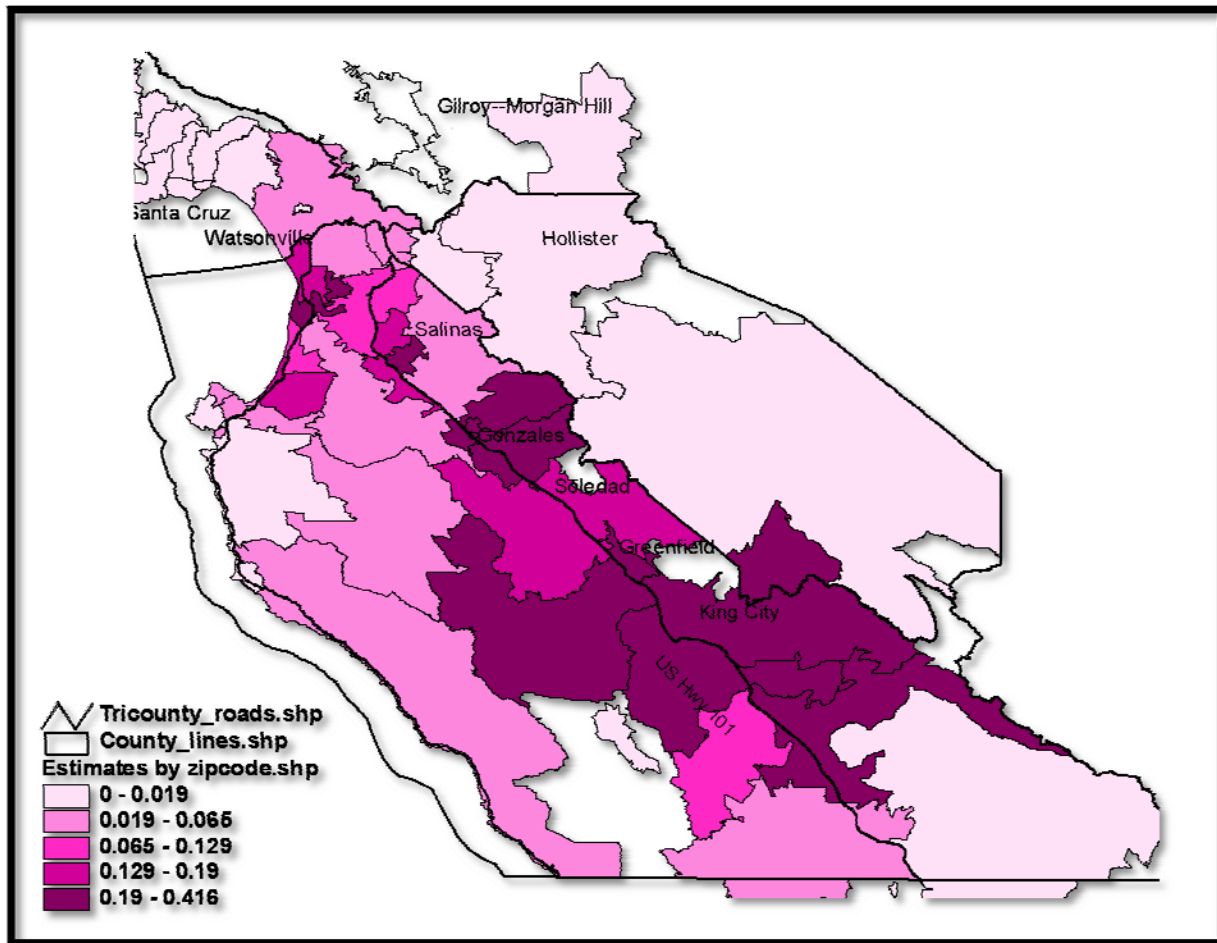 Gilroy--Morgan Hill
Santa Cruz
Watsonville
Hollister
Salinas
Gonzales
Soledad
Greenfield
King City
US Hwy 101
Tricounty_roads.shp
County_lines.shp
Estimates by zipcode.shp
0 - 0.019
0.019 - 0.065
0.065 - 0.129
0.129 - 0.19
0.19 - 0.416